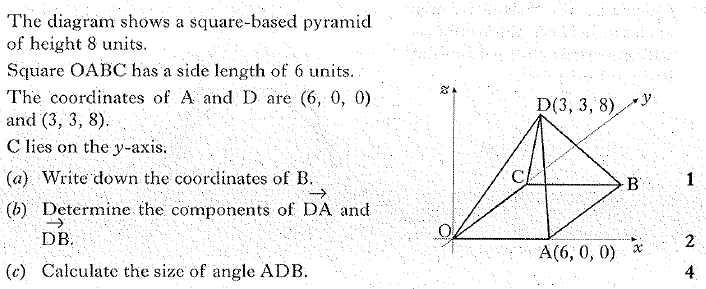 The diagram shows a square-based pyramid
of height 8 units.
Square OABC has a side length of 6 units.
The coordinates of A and D are (6, 0, 0)
and (3, 3, 8).
C lies on the y-axis.
(a) Write down the coordinates of B.
(b) Determine the components of DA and
DB.
(c) Calculate the size of angle ADB.
z
D(3, 3, 8)
y
C
B
O
A(6, 0, 0)
x
1
2
4